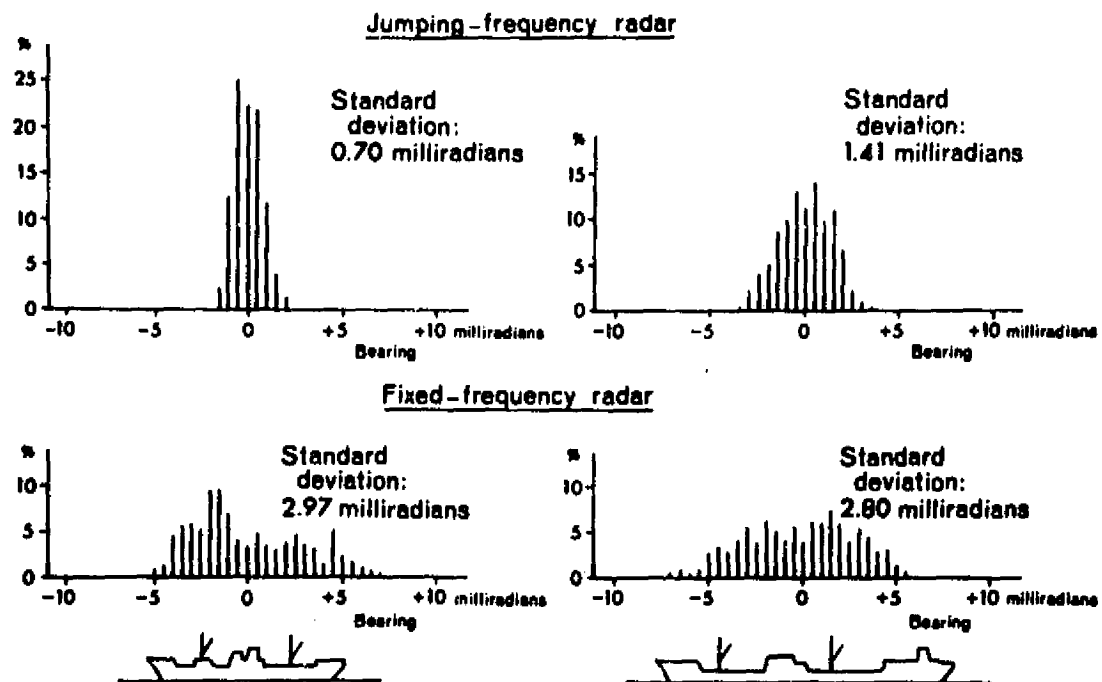 Jumping-frequency radar
%
25
20
15
10
5
0
Standard
deviation:
0.70 milliradians
-10 -5 0 +5 +10 milliradians
Bearing
%
15
10
5
0
Standard
deviation:
1.41 milliradians
-10 -5 0 +5 +10 milliradians
Bearing
Fixed-frequency radar
%
10
5
0
Standard
deviation:
2.97 milliradians
-10 -5 0 +5 +10 milliradians
Bearing
%
10
5
0
Standard
deviation:
2.80 milliradians
-10 -5 0 +5 +10 milliradians
Bearing